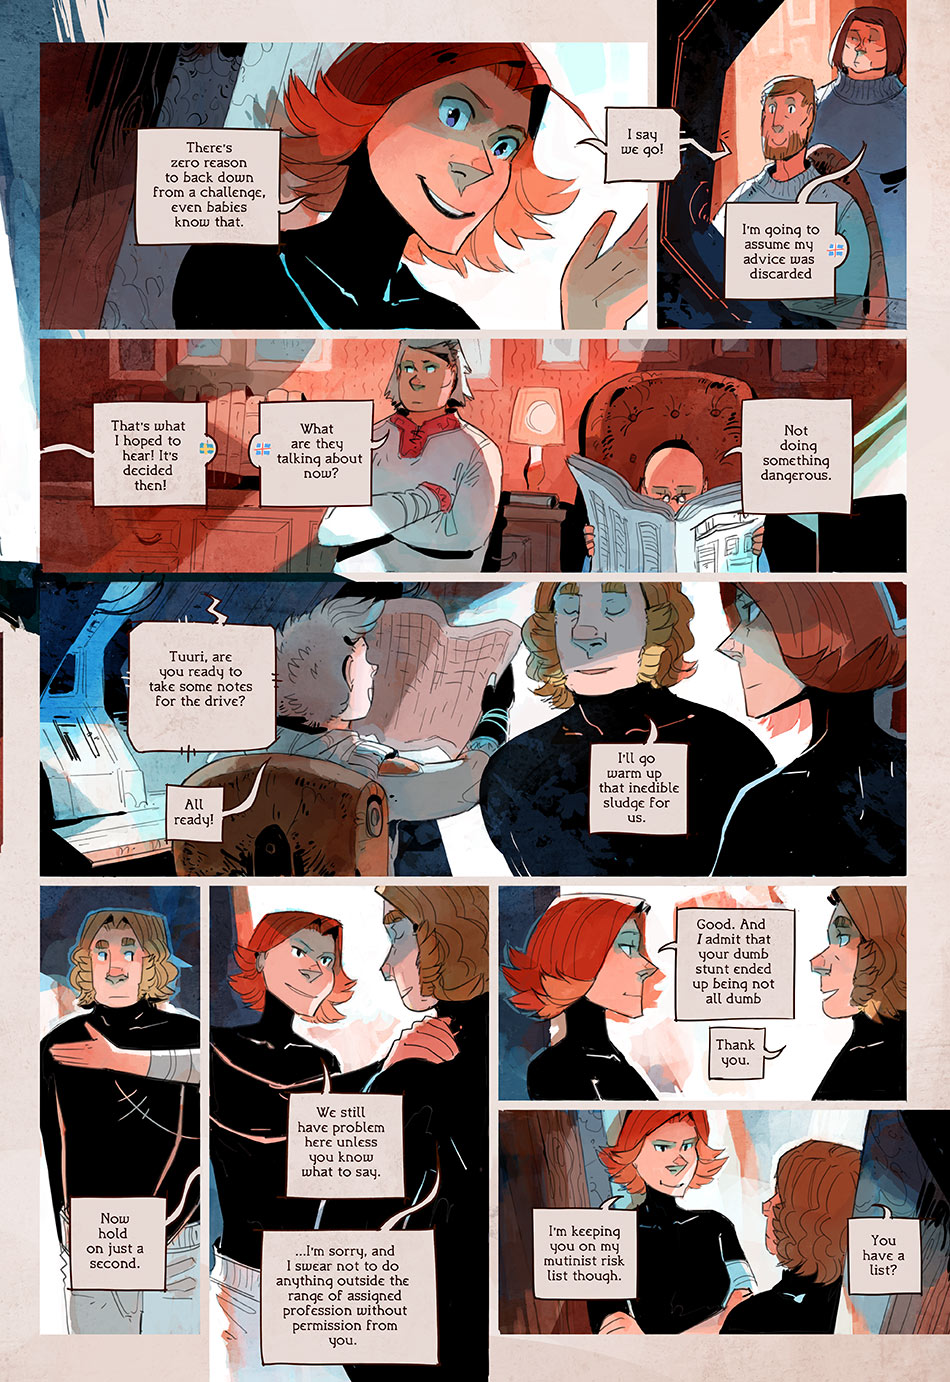 There's
zero reason
to back down
from a challenge,
even babies
know that.
I say
we go!
I'm going to
assume my
advice was
discarded
That's what
I hoped to
hear! It's
decided
then!
What
are they
talking about
now?
Not
doing
something
dangerous.
Tuuri, are
you ready to
take some notes
for the drive?
All
ready!
I'll go
warm up
that inedible
sludge for
us.
Now
hold
on just a
second.
We still
have problem
here unless
you know
what to say.
...I'm sorry, and
I swear not to do
anything outside the
range of assigned
profession without
permission from
you.
Good. And
I admit that
your dumb
stunt ended
up being not
all dumb
Thank
you.
I'm keeping
you on my
mutinist risk
list though.
You
have a
list?